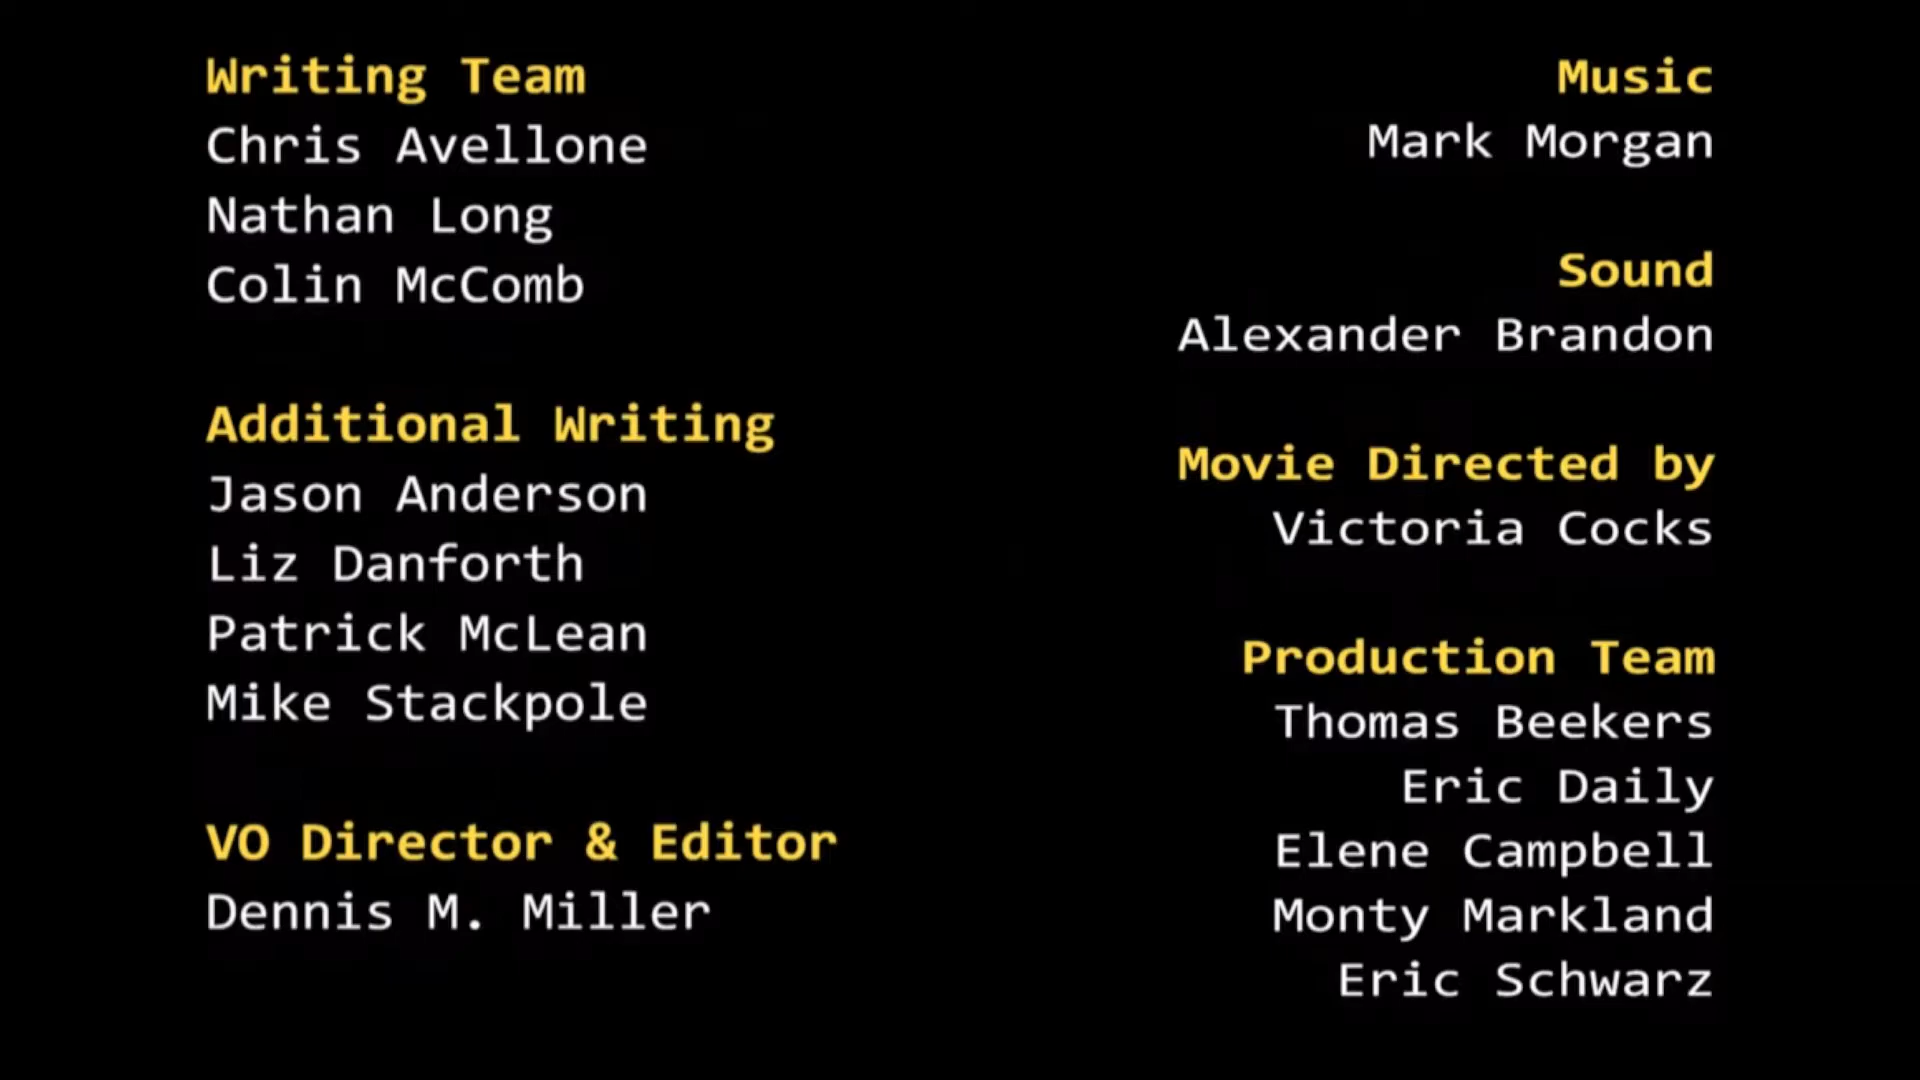 Writing Team
Chris Avellone
Nathan Long
Colin McComb
Additional Writing
Jason Anderson
Liz Danforth
Patrick McLean
Mike Stackpole
VO Director & Editor
Dennis M. Miller
Music
Mark Morgan
Sound
Alexander Brandon
Movie Directed by
Victoria Cocks
Production Team
Thomas Beekers
Eric Daily
Elene Campbell
Monty Markland
Eric Schwarz